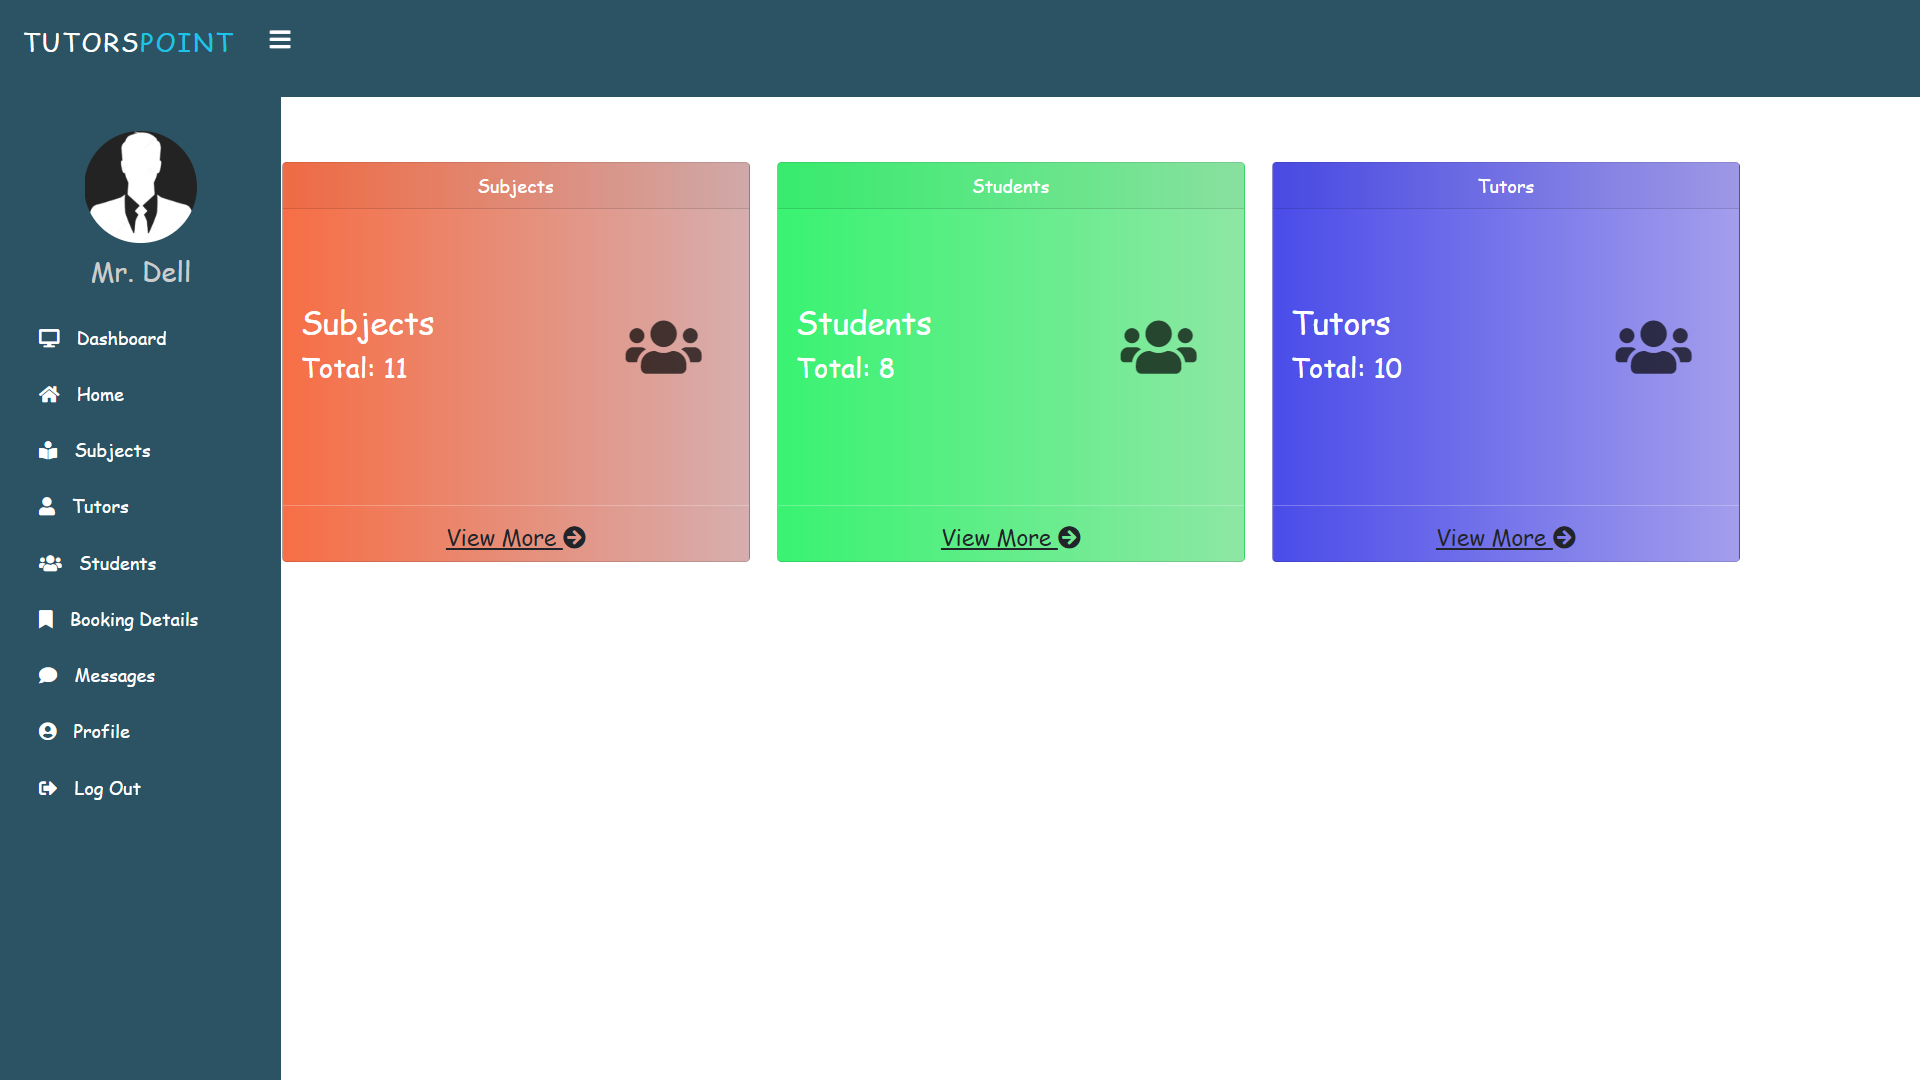 TUTORSPOINT
Mr. Dell
Dashboard
Home
Subjects
Tutors
Students
Booking Details
Messages
Profile
Log Out
Subjects
Subjects
Total: 11
View More
Students
Students
Total: 8
View More
Tutors
Tutors
Total: 10
View More